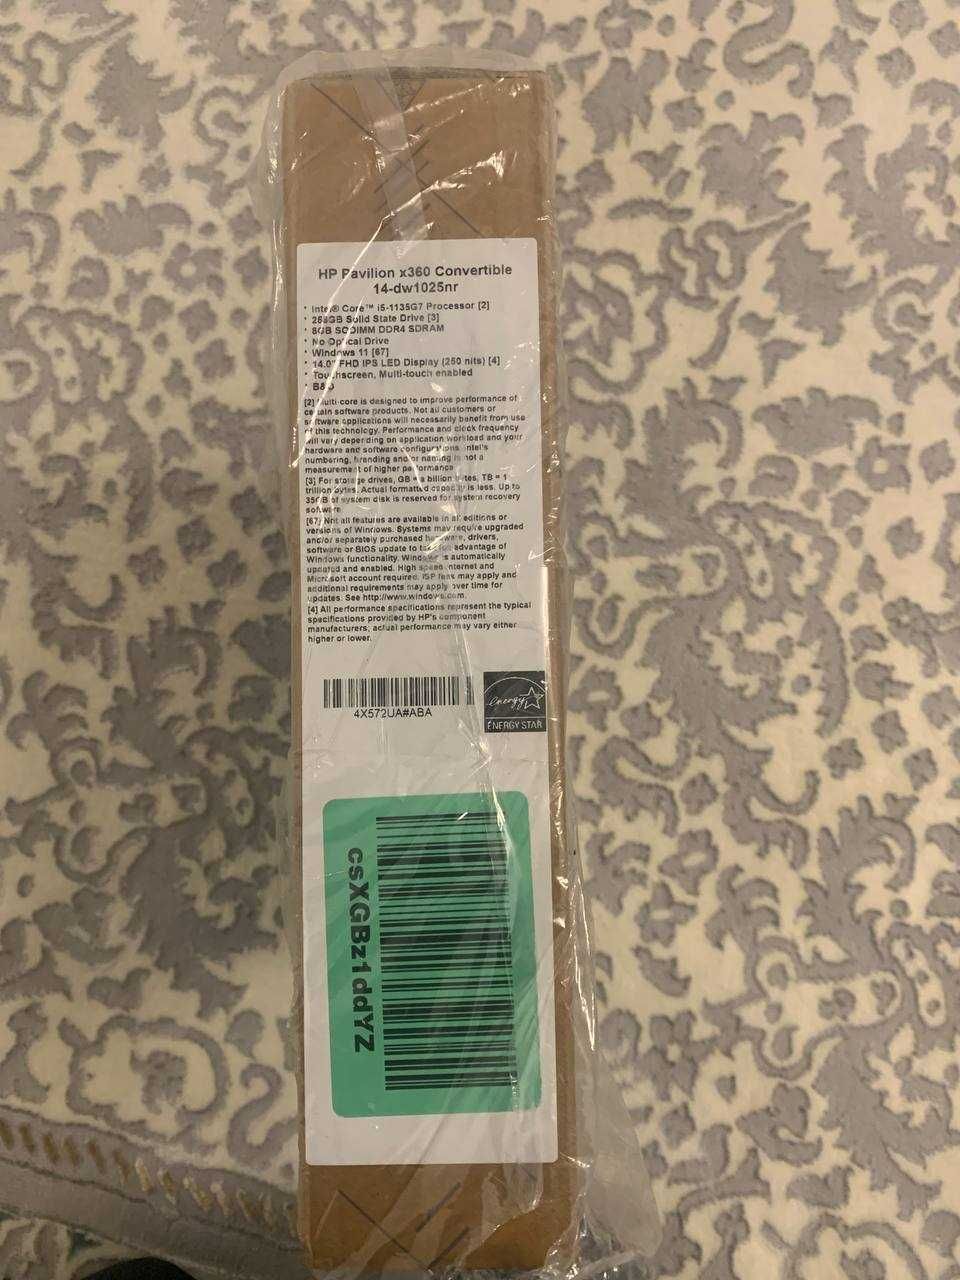 HP Pavilion x360 Convertible
14-dw1025nr
* Intel® Core™ i5-1135G7 Processor [2]
* 256GB Solid State Drive [3]
* 8GB SODIMM DDR4 SDRAM
* No Optical Drive
* Windows 11 [67]
* 14.0" FHD IPS LED Display (250 nits) [4]
* Touchscreen, Multi-touch enabled
* B&O
[2] Multi-core is designed to improve performance of
certain software products. Not all customers or
software applications will necessarily benefit from use
of this technology. Performance and clock frequency
will vary depending on application workload and your
hardware and software configurations. Intel's
numbering, branding and/or naming is not a
measurement of higher performance
[3] For storage drives, GB = a billion bytes, TB = 1
trillion bytes. Actual formatted capacity is less. Up to
35GB of system disk is reserved for system recovery
software
[67] Not all features are available in all editions or
versions of Windows. Systems may require upgraded
and/or separately purchased hardware, drivers,
software or BIOS update to take full advantage of
Windows functionality. Windows is automatically
updated and enabled. High speed internet and
Microsoft account required. ISP fees may apply and
additional requirements may apply over time for
updates. See http://www.windows.com.
[4] All performance specifications represent the typical
specifications provided by HP's component
manufacturers; actual performance may vary either
higher or lower.
4X572UA#ABA
energy
ENERGY STAR
csXGBz1ddYZ